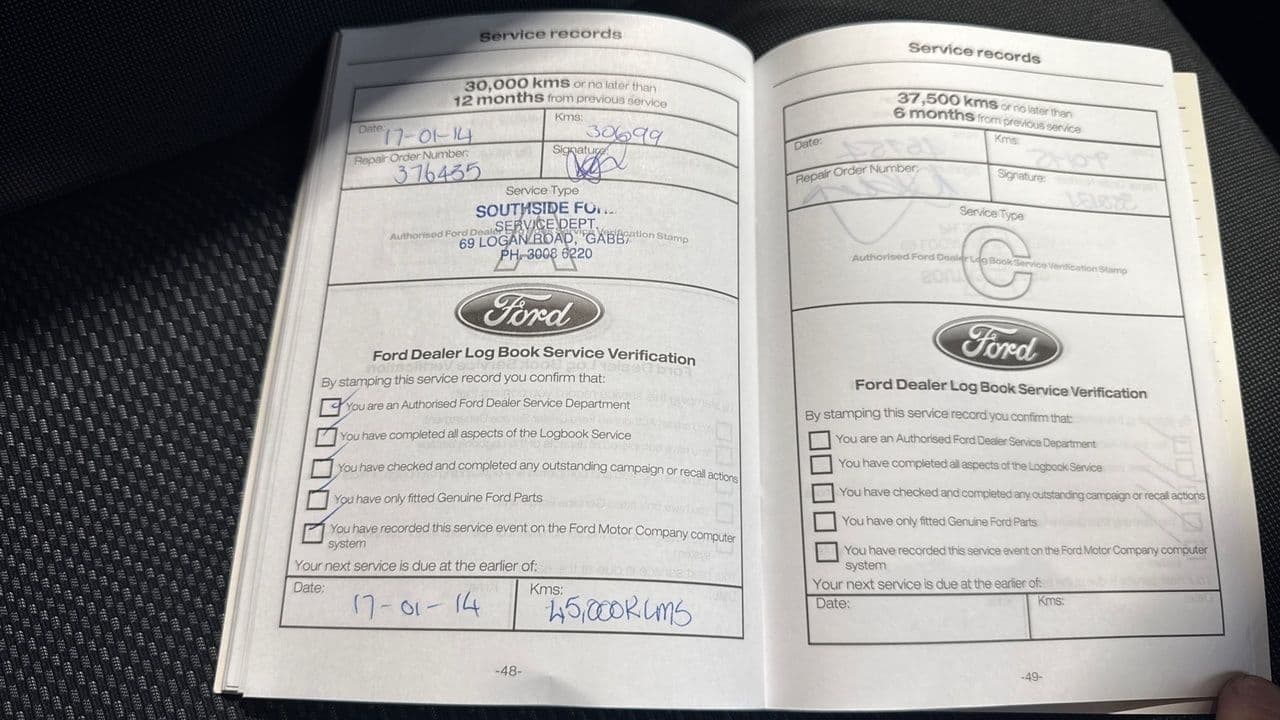 Service records
30,000 kms or no later than
12 months from previous service
Date: 17-01-14
Kms: 30699
Repair Order Number: 376435
Signature:
Service Type
SOUTHSIDE
SERVICE DEPT.
Authorised Ford Dealer Log Book Service Verification Stamp
69 LOGAN ROAD, GABBA
PH. 3008 6220
A
Ford
Ford Dealer Log Book Service Verification
By stamping this service record you confirm that:
You are an Authorised Ford Dealer Service Department
You have completed all aspects of the Logbook Service
You have checked and completed any outstanding campaign or recall actions
You have only fitted Genuine Ford Parts
You have recorded this service event on the Ford Motor Company computer
system
Your next service is due at the earlier of:
Date: 17-01-14
Kms: 45,000KLMS
-48-
Service records
37,500 kms or no later than
6 months from previous service
Date:
Kms:
Repair Order Number:
Signature:
Service Type
C
Authorised Ford Dealer Log Book Service Verification Stamp
Ford
Ford Dealer Log Book Service Verification
By stamping this service record you confirm that:
You are an Authorised Ford Dealer Service Department
You have completed all aspects of the Logbook Service
You have checked and completed any outstanding campaign or recall actions
You have only fitted Genuine Ford Parts
You have recorded this service event on the Ford Motor Company computer
system
Your next service is due at the earlier of:
Date:
Kms:
-49-